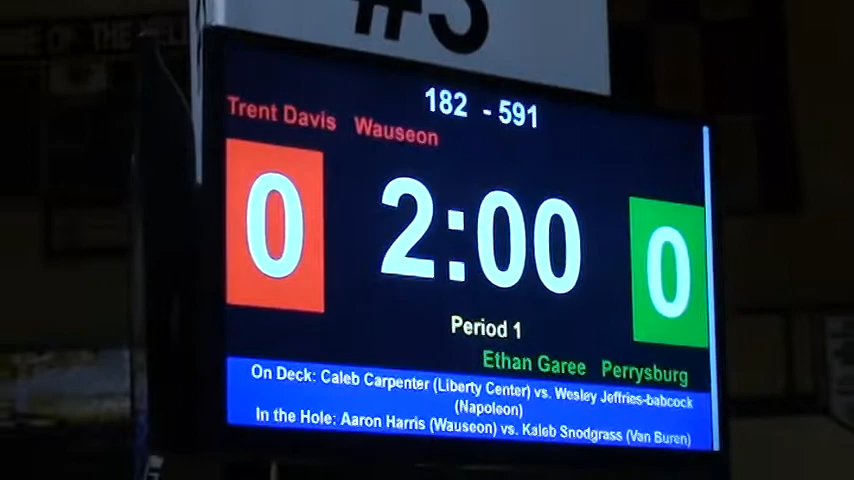 #3
182 - 591
Trent Davis Wauseon
0
2:00
0
Period 1
Ethan Garee Perrysburg
On Deck: Caleb Carpenter (Liberty Center) vs. Wesley Jeffries-babcock
(Napoleon)
In the Hole: Aaron Harris (Wauseon) vs. Kaleb Snodgrass (Van Buren)